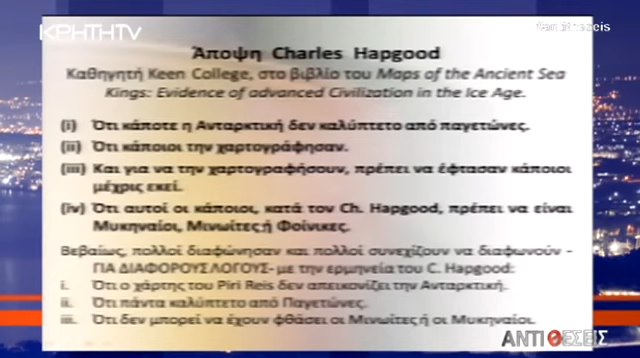 ΚΡΗΤΗTV
Άποψη Charles Hapgood
Καθηγητή Keen College, στο βιβλίο του Maps of the Ancient Sea
Kings: Evidence of advanced Civilization in the Ice Age.
(i) Ότι κάποτε η Ανταρκτική δεν καλύπτετο από παγετώνες.
(ii) Ότι κάποιοι την χαρτογράφησαν.
(iii) Και για να την χαρτογραφήσουν, πρέπει να έφτασαν κάποιοι
μέχρις εκεί.
(iv) Ότι αυτοί οι κάποιοι, κατά τον Ch. Hapgood, πρέπει να είναι
Μυκηναίοι, Μινωίτες ή Φοίνικες.
Βεβαίως, πολλοί διαφώνησαν και πολλοί συνεχίζουν να διαφωνούν -
ΓΙΑ ΔΙΑΦΟΡΟΥΣ ΛΟΓΟΥΣ- με την ερμηνεία του C. Hapgood:
i. Ότι ο χάρτης του Piri Reis δεν απεικονίζει την Ανταρκτική.
ii. Ότι πάντα καλύπτετο από Παγετώνες.
iii. Ότι δεν μπορεί να έχουν φθάσει οι Μινωίτες ή οι Μυκηναίοι.
ΑΝΤΙΘΕΣΕΙΣ